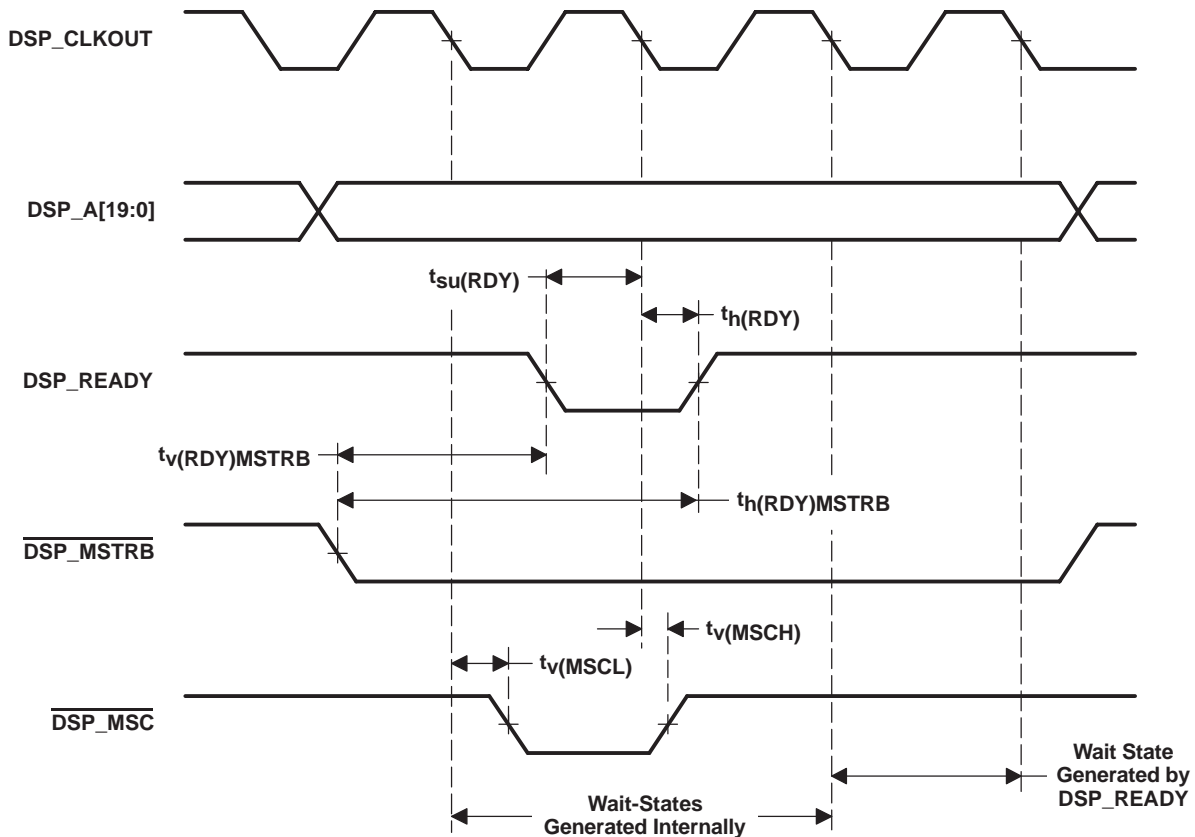 DSP_CLKOUT
DSP_A[19:0]
tsu(RDY)
th(RDY)
DSP_READY
tv(RDY)MSTRB
th(RDY)MSTRB
DSP_MSTRB
tv(MSCH)
tv(MSCL)
DSP_MSC
Wait State
Generated by
DSP_READY
Wait-States
Generated Internally